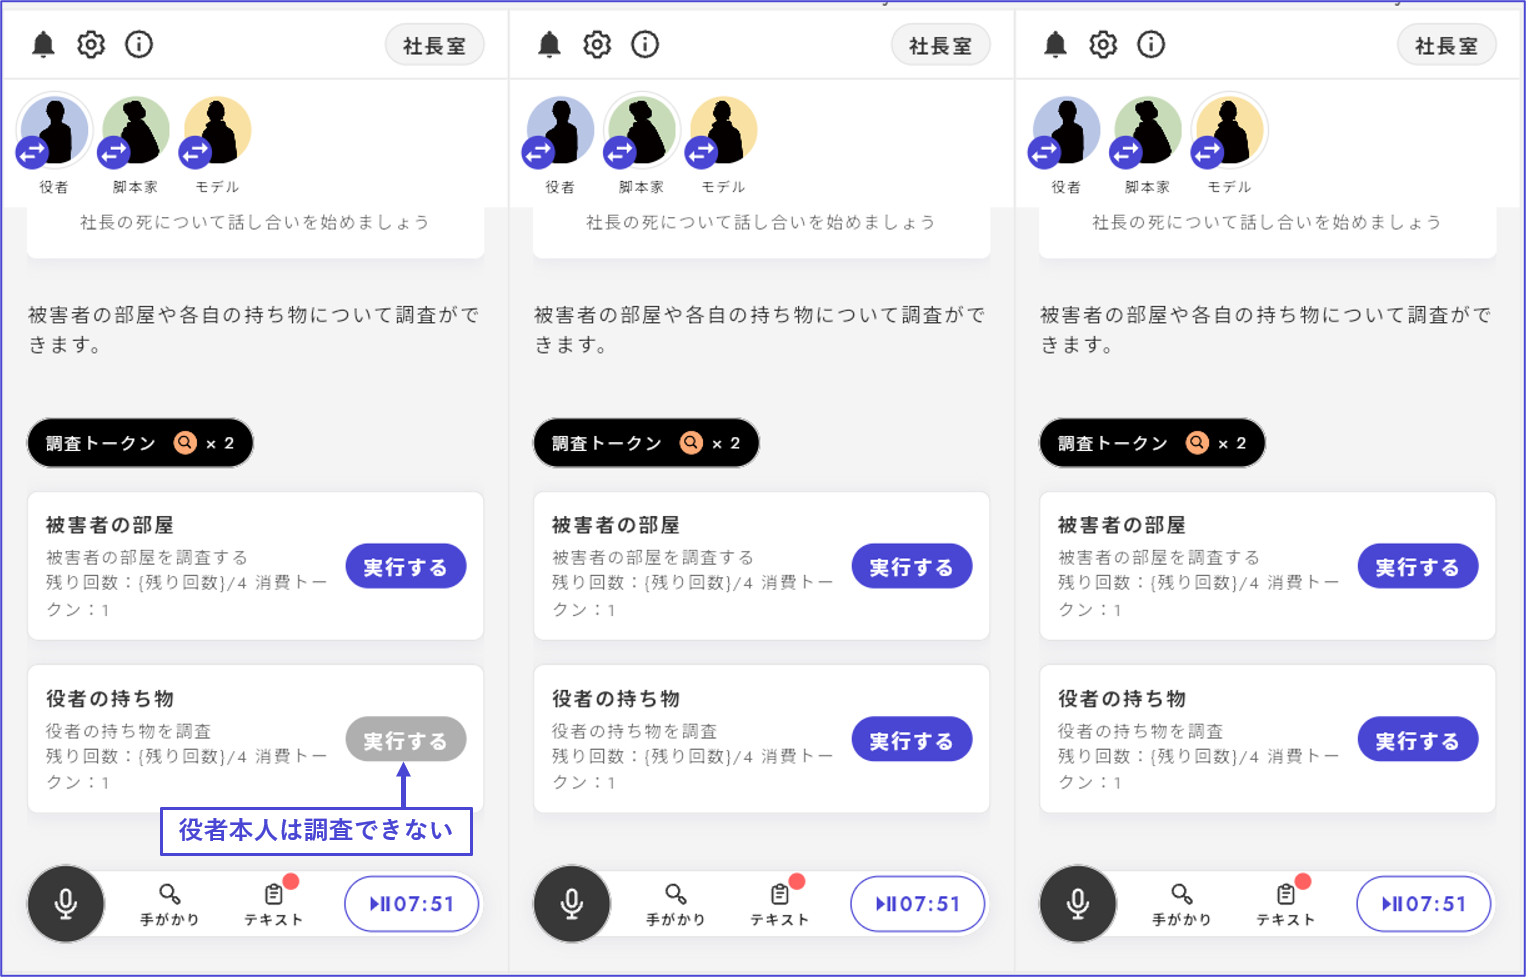 社長室
役者
脚本家
モデル
社長の死について話し合いを始めましょう
被害者の部屋や各自の持ち物について調査がで
きます。
調査トークン × 2
被害者の部屋
被害者の部屋を調査する
残り回数：{残り回数}/4 消費トー
クン：1
実行する
役者の持ち物
役者の持ち物を調査
残り回数：{残り回数}/4 消費トー
クン：1
実行する
役者本人は調査できない
手がかり
テキスト
07:51
社長室
役者
脚本家
モデル
社長の死について話し合いを始めましょう
被害者の部屋や各自の持ち物について調査がで
きます。
調査トークン × 2
被害者の部屋
被害者の部屋を調査する
残り回数：{残り回数}/4 消費トー
クン：1
実行する
役者の持ち物
役者の持ち物を調査
残り回数：{残り回数}/4 消費トー
クン：1
実行する
手がかり
テキスト
07:51
社長室
役者
脚本家
モデル
社長の死について話し合いを始めましょう
被害者の部屋や各自の持ち物について調査がで
きます。
調査トークン × 2
被害者の部屋
被害者の部屋を調査する
残り回数：{残り回数}/4 消費トー
クン：1
実行する
役者の持ち物
役者の持ち物を調査
残り回数：{残り回数}/4 消費トー
クン：1
実行する
手がかり
テキスト
07:51